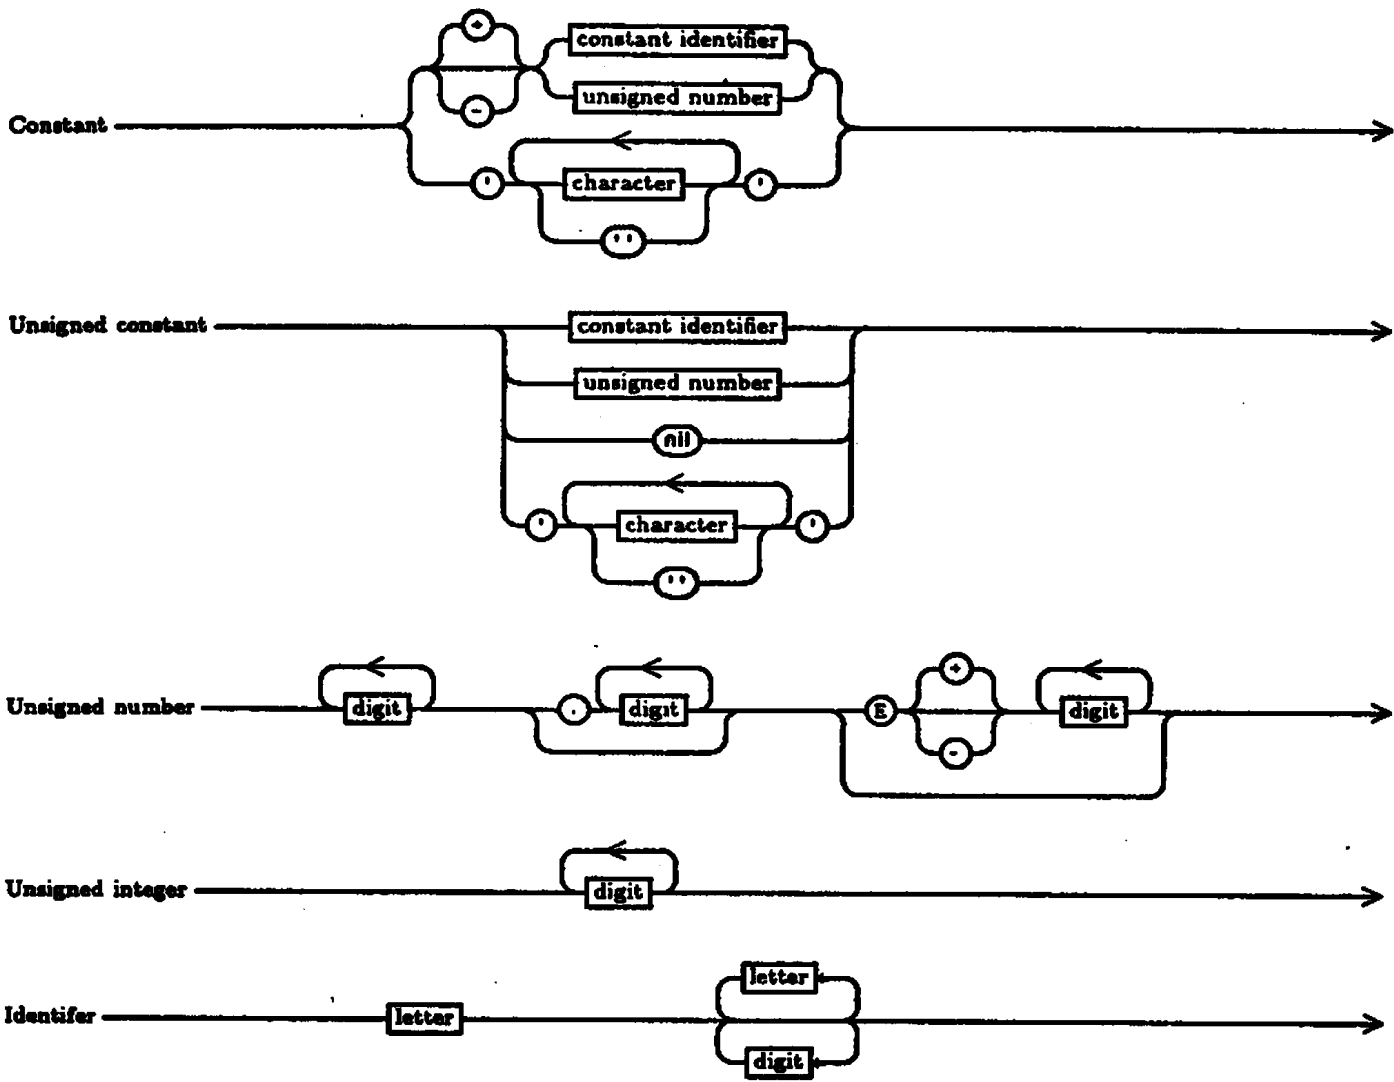 +
constant identifier
-
unsigned number
Constant
' character '
' '
Unsigned constant
constant identifier
unsigned number
nil
' character '
' '
Unsigned number
digit . digit E + - digit
Unsigned integer
digit
Identifer
letter
letter
digit